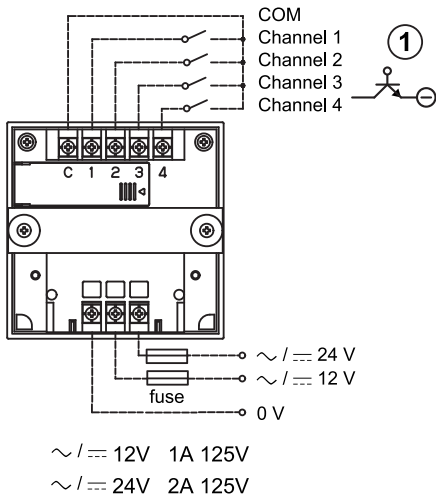 COM
Channel 1
Channel 2
Channel 3
Channel 4
1
C 1 2 3 4
∼ / ⎓ 24 V
∼ / ⎓ 12 V
fuse
0 V
∼ / ⎓ 12V 1A 125V
∼ / ⎓ 24V 2A 125V